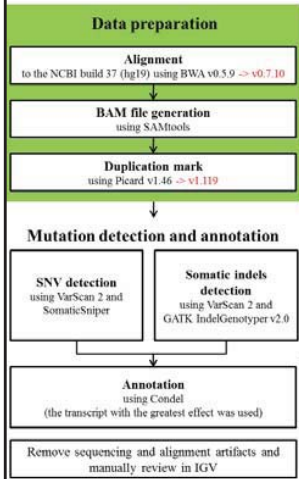 Data preparation
Alignment
to the NCBI build 37 (hg19) using BWA v0.5.9 -> v0.7.10
BAM file generation
using SAMtools
Duplication mark
using Picard v1.46 -> v1.119
Mutation detection and annotation
SNV detection
using VarScan 2 and
SomaticSniper
Somatic indels
detection
using VarScan 2 and
GATK IndelGenotyper v2.0
Annotation
using Condel
(the transcript with the greatest effect was used)
Remove sequencing and alignment artifacts and
manually review in IGV